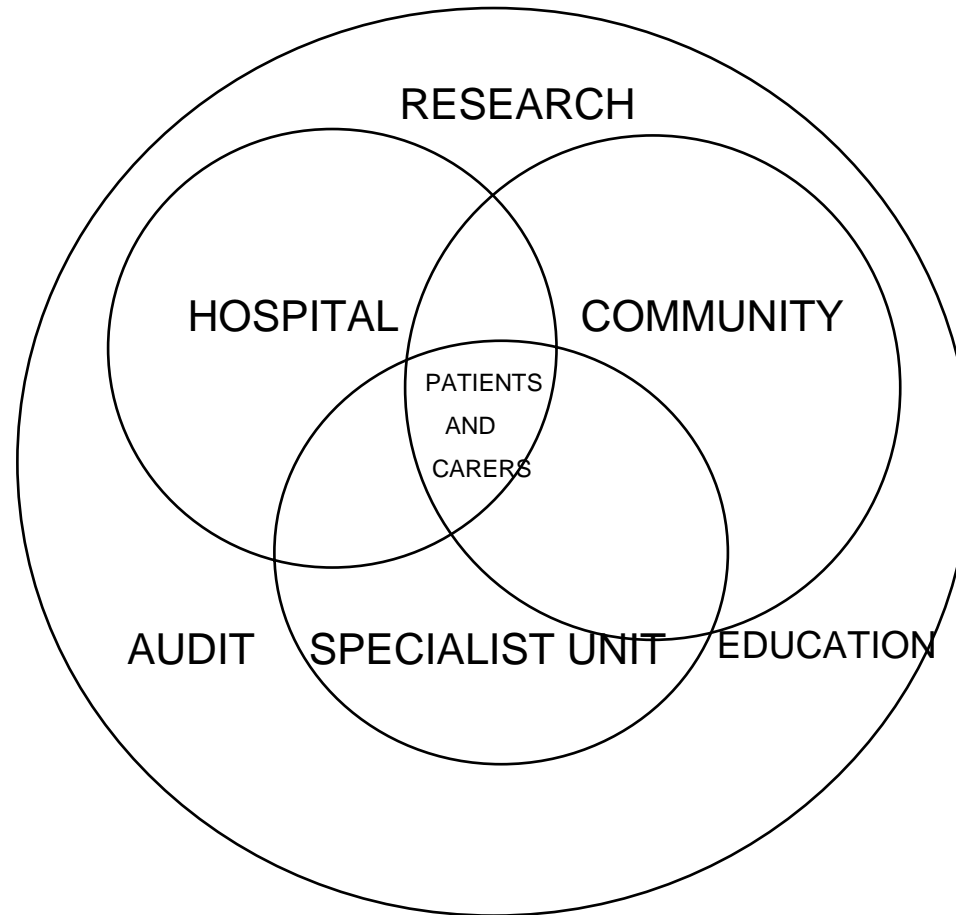 RESEARCH
HOSPITAL
COMMUNITY
PATIENTS
AND
CARERS
AUDIT
SPECIALIST UNIT
EDUCATION